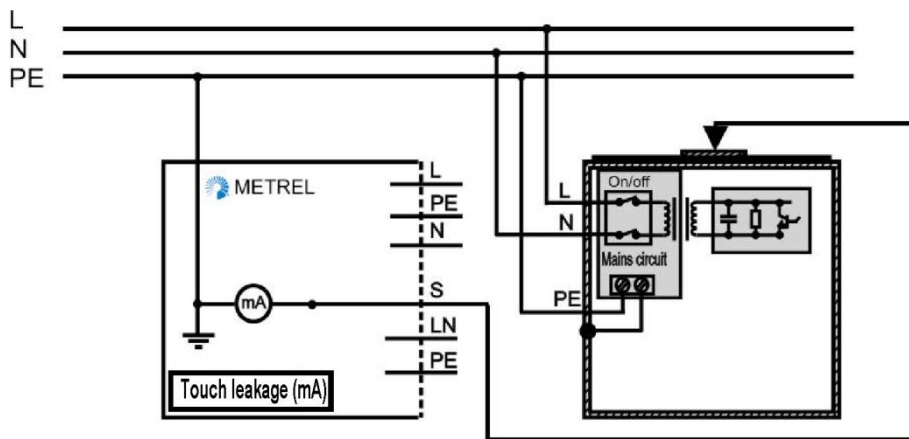 L
N
PE
METREL
L
PE
N
S
LN
PE
mA
Touch leakage (mA)
L
N
On/off
Mains circuit
PE